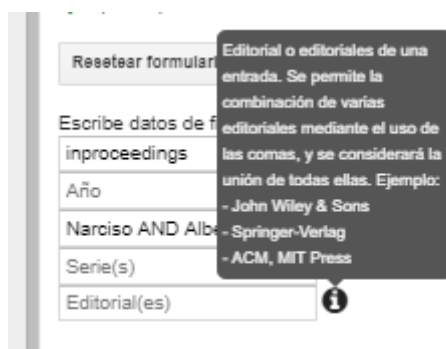 Resetear formulari
Escribe datos de f
inproceedings
Año
Narciso AND Albe
Serie(s)
Editorial(es)
Editorial o editoriales de una
entrada. Se permite la
combinación de varias
editoriales mediante el uso de
las comas, y se considerará la
unión de todas ellas. Ejemplo:
- John Wiley & Sons
- Springer-Verlag
- ACM, MIT Press